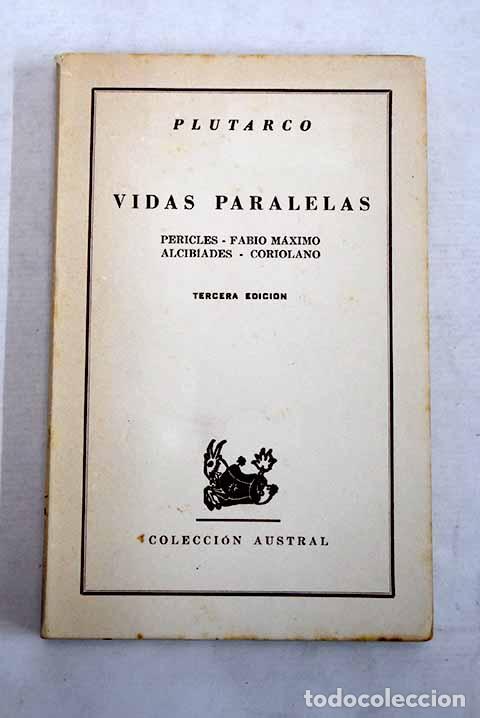 PLUTARCO
VIDAS PARALELAS
PERICLES - FABIO MÁXIMO
ALCIBIADES - CORIOLANO
TERCERA EDICION
COLECCIÓN AUSTRAL
todocoleccion